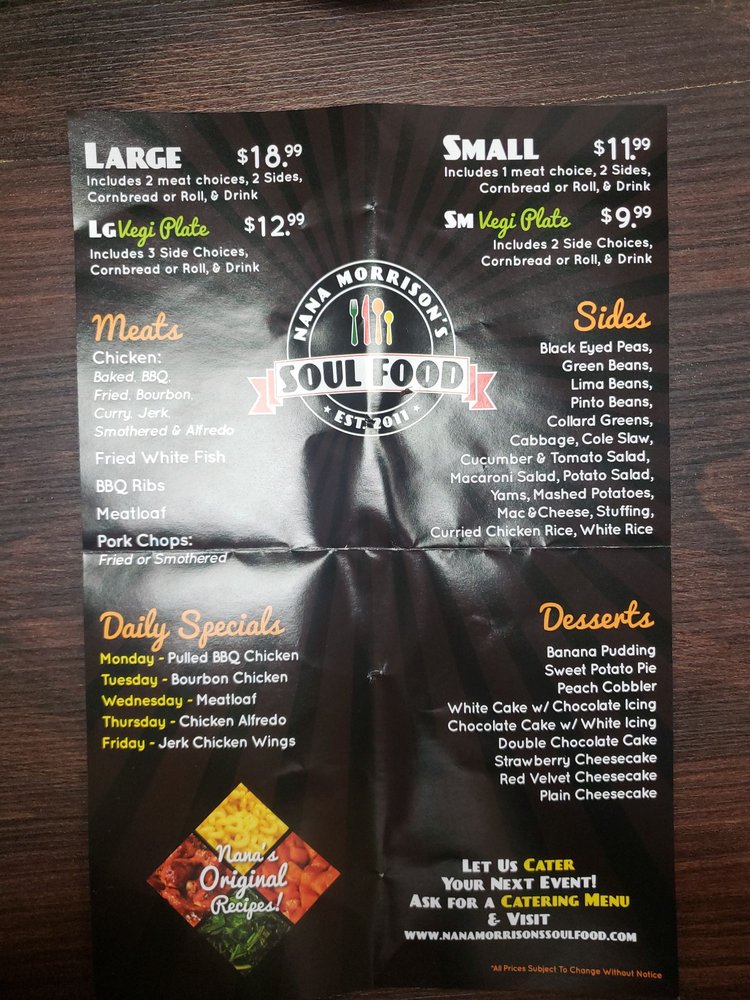 LARGE $18.99
Includes 2 meat choices, 2 Sides,
Cornbread or Roll, & Drink
LG Vegi Plate $12.99
Includes 3 Side Choices,
Cornbread or Roll, & Drink
SMALL $11.99
Includes 1 meat choice, 2 Sides,
Cornbread or Roll, & Drink
SM Vegi Plate $9.99
Includes 2 Side Choices,
Cornbread or Roll, & Drink
NANA MORRISON'S
SOUL FOOD
EST. 2011
Meats
Chicken:
Baked, BBQ,
Fried, Bourbon,
Curry, Jerk,
Smothered & Alfredo
Fried White Fish
BBQ Ribs
Meatloaf
Pork Chops:
Fried or Smothered
Sides
Black Eyed Peas,
Green Beans,
Lima Beans,
Pinto Beans,
Collard Greens,
Cabbage, Cole Slaw,
Cucumber & Tomato Salad,
Macaroni Salad, Potato Salad,
Yams, Mashed Potatoes,
Mac & Cheese, Stuffing,
Curried Chicken Rice, White Rice
Daily Specials
Monday - Pulled BBQ Chicken
Tuesday - Bourbon Chicken
Wednesday - Meatloaf
Thursday - Chicken Alfredo
Friday - Jerk Chicken Wings
Desserts
Banana Pudding
Sweet Potato Pie
Peach Cobbler
White Cake w/ Chocolate Icing
Chocolate Cake w/ White Icing
Double Chocolate Cake
Strawberry Cheesecake
Red Velvet Cheesecake
Plain Cheesecake
Nana's
Original
Recipes!
LET US CATER
YOUR NEXT EVENT!
ASK FOR A CATERING MENU
& VISIT
WWW.NANAMORRISONSSOULFOOD.COM
*All Prices Subject To Change Without Notice